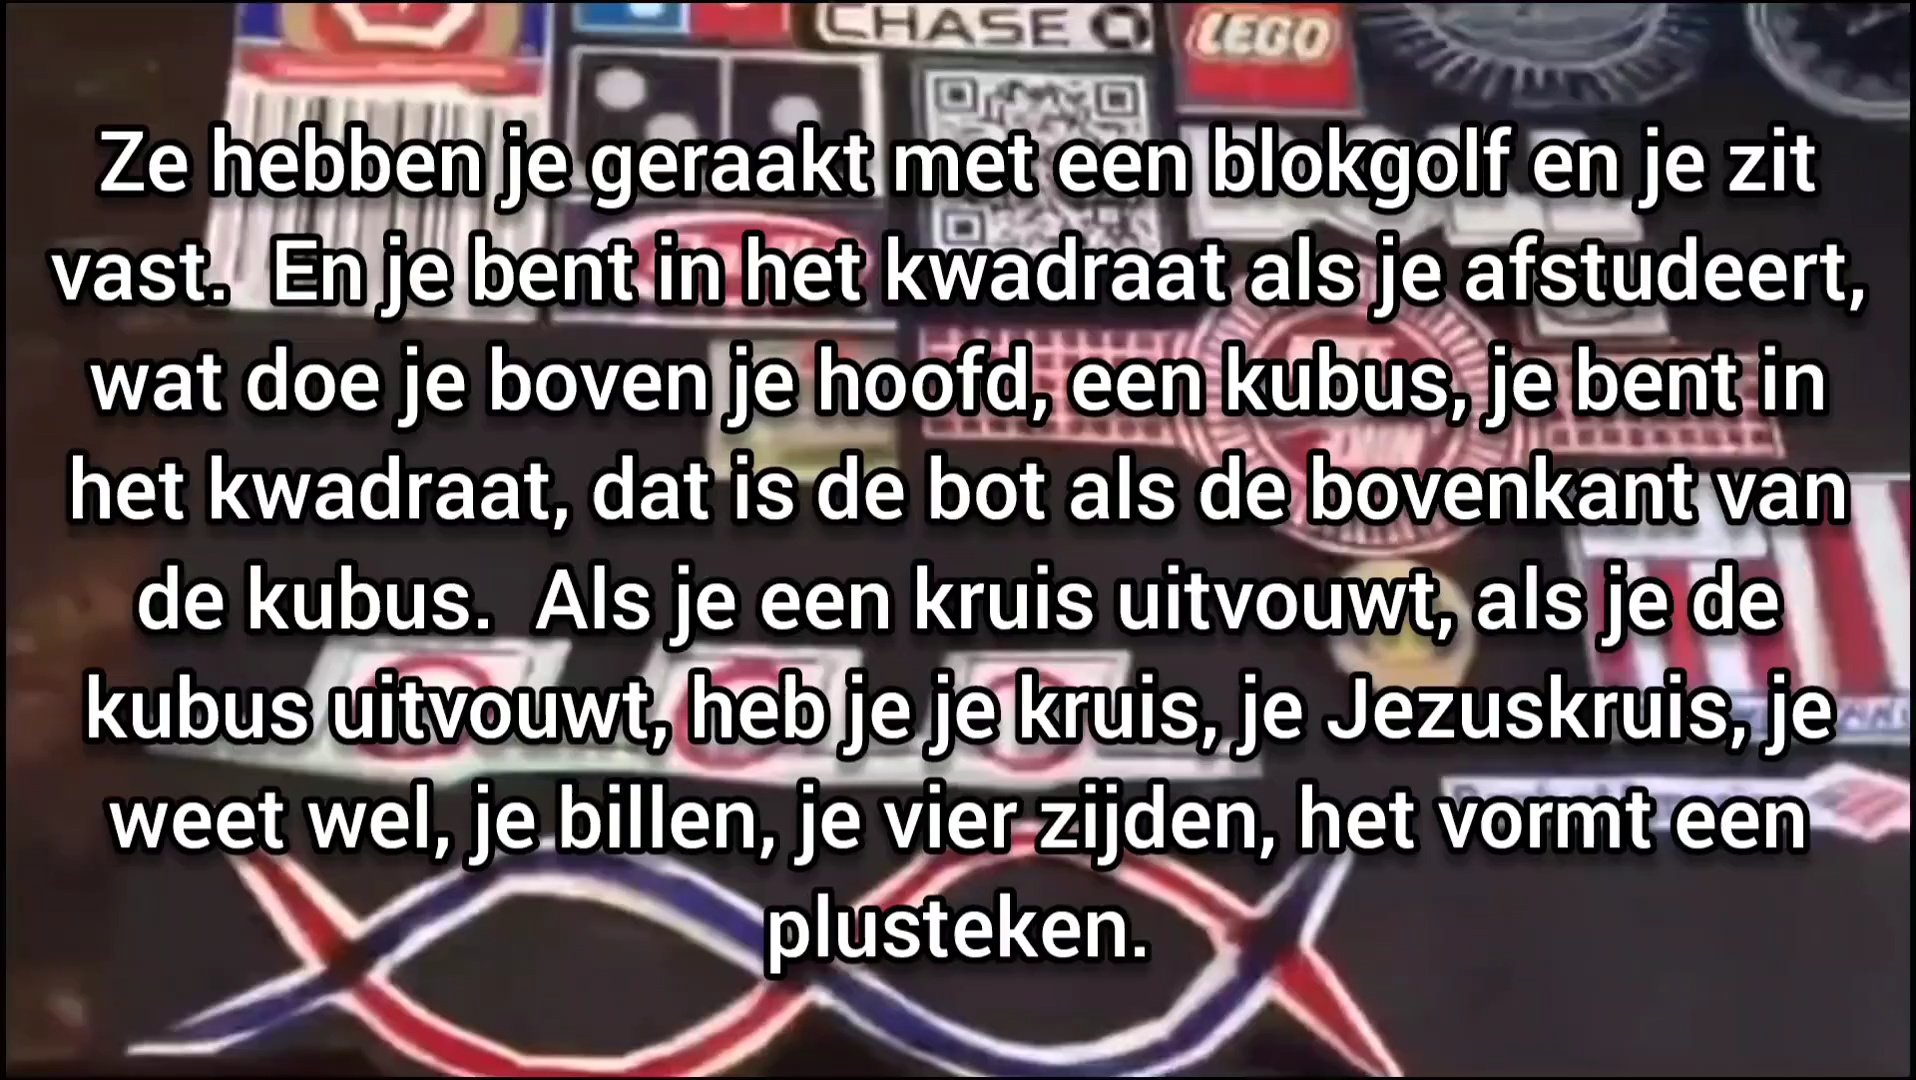 CHASE
LEGO
Ze hebben je geraakt met een blokgolf en je zit
vast. En je bent in het kwadraat als je afstudeert,
wat doe je boven je hoofd, een kubus, je bent in
het kwadraat, dat is de bot als de bovenkant van
de kubus. Als je een kruis uitvouwt, als je de
kubus uitvouwt, heb je je kruis, je Jezuskruis, je
weet wel, je billen, je vier zijden, het vormt een
plusteken.